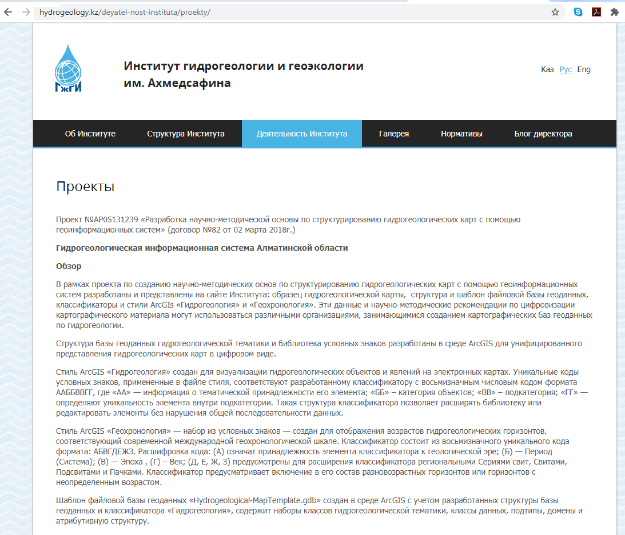 hydrogeology.kz/deyatel-nost-instituta/proekty/
ГжГИ
Институт гидрогеологии и геоэкологии
им. Ахмедсафина
Каз Рус Eng
Об Институте Структура Института Деятельность Института Галерея Нормативы Блог директора
Проекты
Проект №АР05131239 «Разработка научно-методической основы по структурированию гидрогеологических карт с помощью
геоинформационных систем» (договор №82 от 02 марта 2018г.)
Гидрогеологическая информационная система Алматинской области
Обзор
В рамках проекта по созданию научно-методических основ по структурированию гидрогеологических карт с помощью геоинформационных
систем разработаны и представлены на сайте Института: образец гидрогеологической карты, структура и шаблон файловой базы геоданных,
классификаторы и стили ArcGIs «Гидрогеология» и «Геохронология». Эти данные и научно-методические рекомендации по цифровизации
картографического материала могут использоваться различными организациями, занимающимися созданием картографических баз геоданных
по гидрогеологии.
Структура базы геоданных гидрогеологической тематики и библиотека условных знаков разработаны в среде ArcGIS для унифицированного
представления гидрогеологических карт в цифровом виде.
Стиль ArcGIS «Гидрогеология» создан для визуализации гидрогеологических объектов и явлений на электронных картах. Уникальные коды
условных знаков, примененные в файле стиля, соответствуют разработанному классификатору с восьмизначным числовым кодом формата
ААББВВГГ, где «АА» — информация о тематической принадлежности его элемента; «ББ» – категория объектов; «ВВ» – подкатегория; «ГГ» —
определяют уникальность элемента внутри подкатегории. Такая структура классификатора позволяет расширять библиотеку или
редактировать элементы без нарушения общей последовательности данных.
Стиль ArcGIS «Геохронология» — набор из условных знаков — создан для отображения возрастов гидрогеологических горизонтов,
соответствующий современной международной геохронологической шкале. Классификатор состоит из восьмизначного уникального кода
формата: АБВГДЕЖЗ. Расшифровка кода: (А) означает принадлежность элемента классификатора к геологической эре; (Б) — Период
(Система); (В) — Эпоха , (Г) – Век; (Д, Е, Ж, З) предусмотрены для расширения классификатора региональными Сериями свит, Свитами,
Подсвитами и Пачками. Классификатор предусматривает включение в его состав разновозрастных горизонтов или горизонтов с
неопределенным возрастом.
Шаблон файловой базы геоданных «Hydrogeological-MapTemplate.gdb» создан в среде ArcGIS с учетом разработанных структуры базы
геоданных и классификатора «Гидрогеология», содержит наборы классов гидрогеологической тематики, классы данных, подтипы, домены и
атрибутивную структуру.